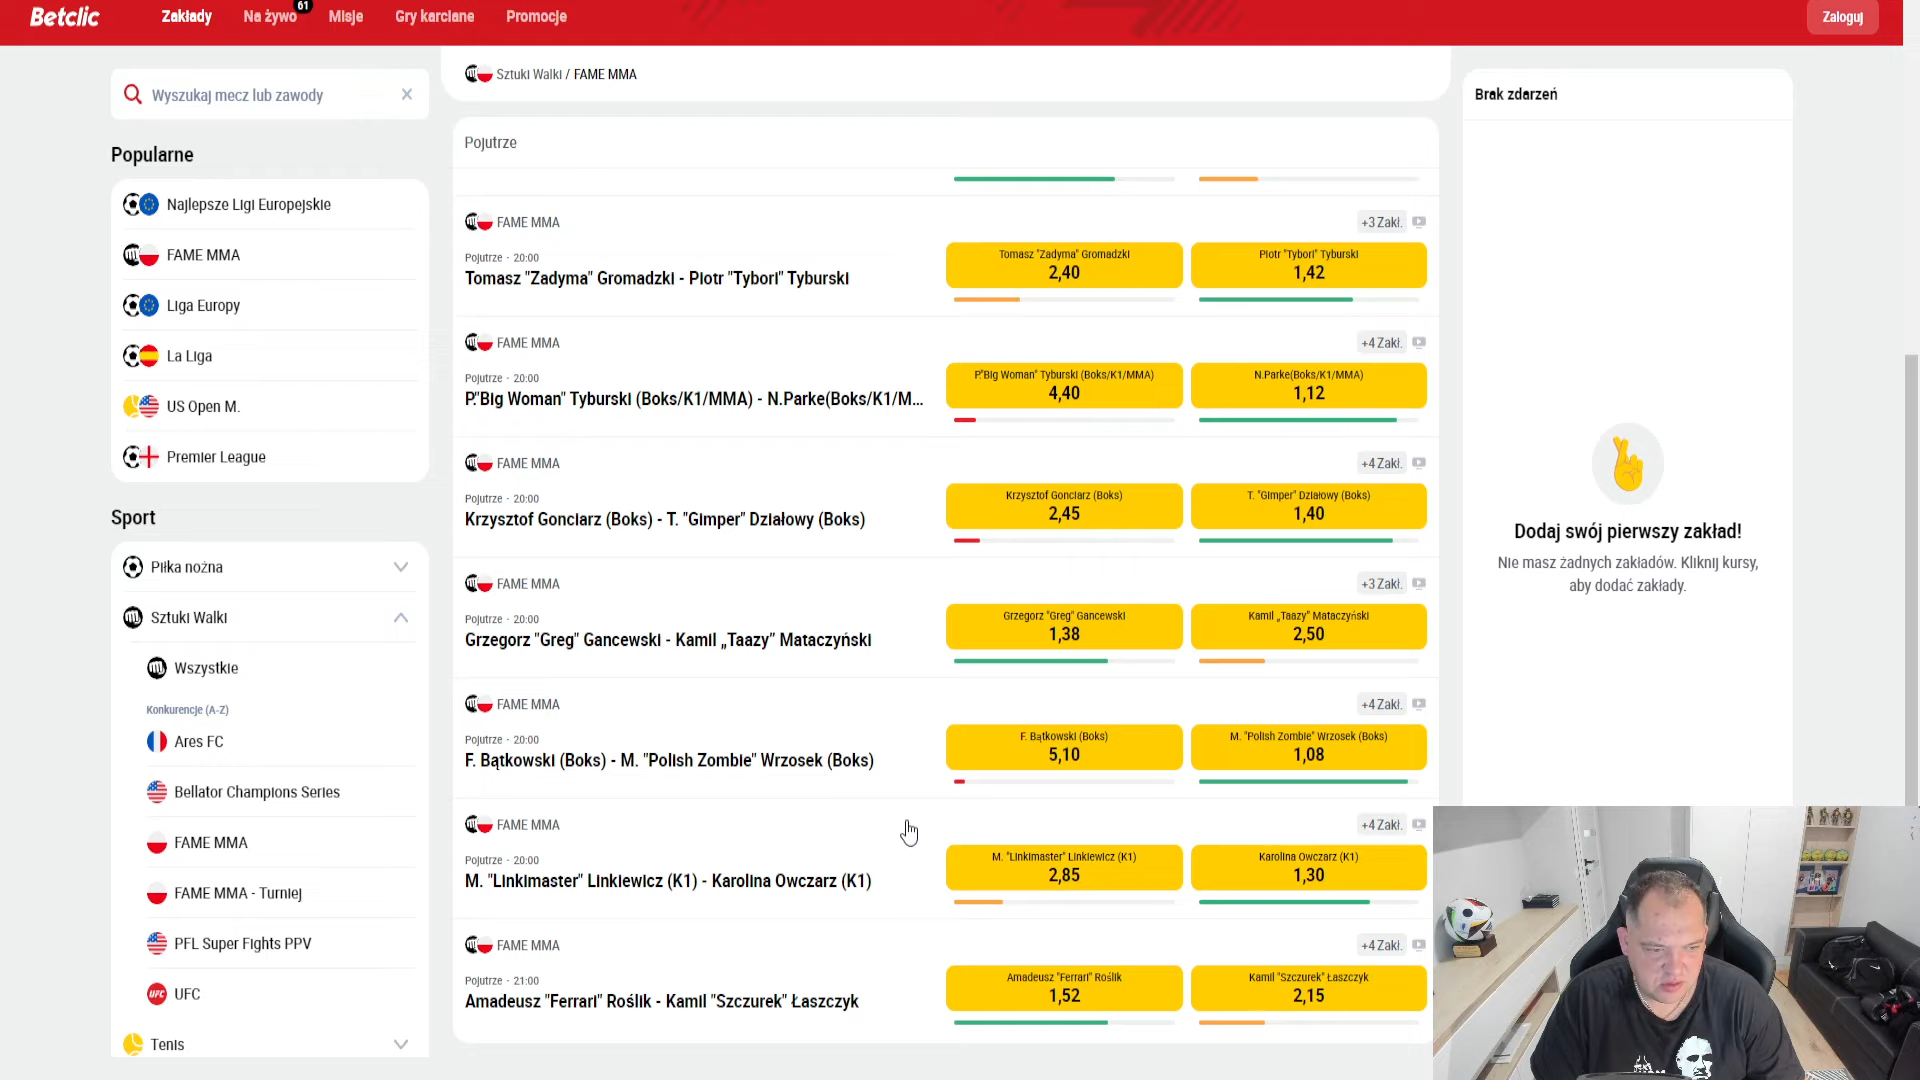 Betclic
Zakłady
Na żywo
61
Misje
Gry karciane
Promocje
Zaloguj
Wyszukaj mecz lub zawody
Popularne
Najlepsze Ligi Europejskie
FAME MMA
Liga Europy
La Liga
US Open M.
Premier League
Sport
Piłka nożna
Sztuki Walki
Wszystkie
Konkurencje (A-Z)
Ares FC
Bellator Champions Series
FAME MMA
FAME MMA - Turniej
PFL Super Fights PPV
UFC
UFC
Tenis
Sztuki Walki / FAME MMA
Pojutrze
FAME MMA
+3 Zakł.
Pojutrze - 20:00
Tomasz "Zadyma" Gromadzki - Piotr "Tybori" Tyburski
Tomasz "Zadyma" Gromadzki
2,40
Piotr "Tybori" Tyburski
1,42
FAME MMA
+4 Zakł.
Pojutrze - 20:00
P."Big Woman" Tyburski (Boks/K1/MMA) - N.Parke(Boks/K1/M...
P."Big Woman" Tyburski (Boks/K1/MMA)
4,40
N.Parke(Boks/K1/MMA)
1,12
FAME MMA
+4 Zakł.
Pojutrze - 20:00
Krzysztof Gonciarz (Boks) - T. "Gimper" Działowy (Boks)
Krzysztof Gonciarz (Boks)
2,45
T. "Gimper" Działowy (Boks)
1,40
FAME MMA
+3 Zakł.
Pojutrze - 20:00
Grzegorz "Greg" Gancewski - Kamil „Taazy” Mataczyński
Grzegorz "Greg" Gancewski
1,38
Kamil „Taazy” Mataczyński
2,50
FAME MMA
+4 Zakł.
Pojutrze - 20:00
F. Bątkowski (Boks) - M. "Polish Zombie" Wrzosek (Boks)
F. Bątkowski (Boks)
5,10
M. "Polish Zombie" Wrzosek (Boks)
1,08
FAME MMA
+4 Zakł.
Pojutrze - 20:00
M. "Linkimaster" Linkiewicz (K1) - Karolina Owczarz (K1)
M. "Linkimaster" Linkiewicz (K1)
2,85
Karolina Owczarz (K1)
1,30
FAME MMA
+4 Zakł.
Pojutrze - 21:00
Amadeusz "Ferrari" Roślik - Kamil "Szczurek" Łaszczyk
Amadeusz "Ferrari" Roślik
1,52
Kamil "Szczurek" Łaszczyk
2,15
Brak zdarzeń
Dodaj swój pierwszy zakład!
Nie masz żadnych zakładów. Kliknij kursy,
aby dodać zakłady.